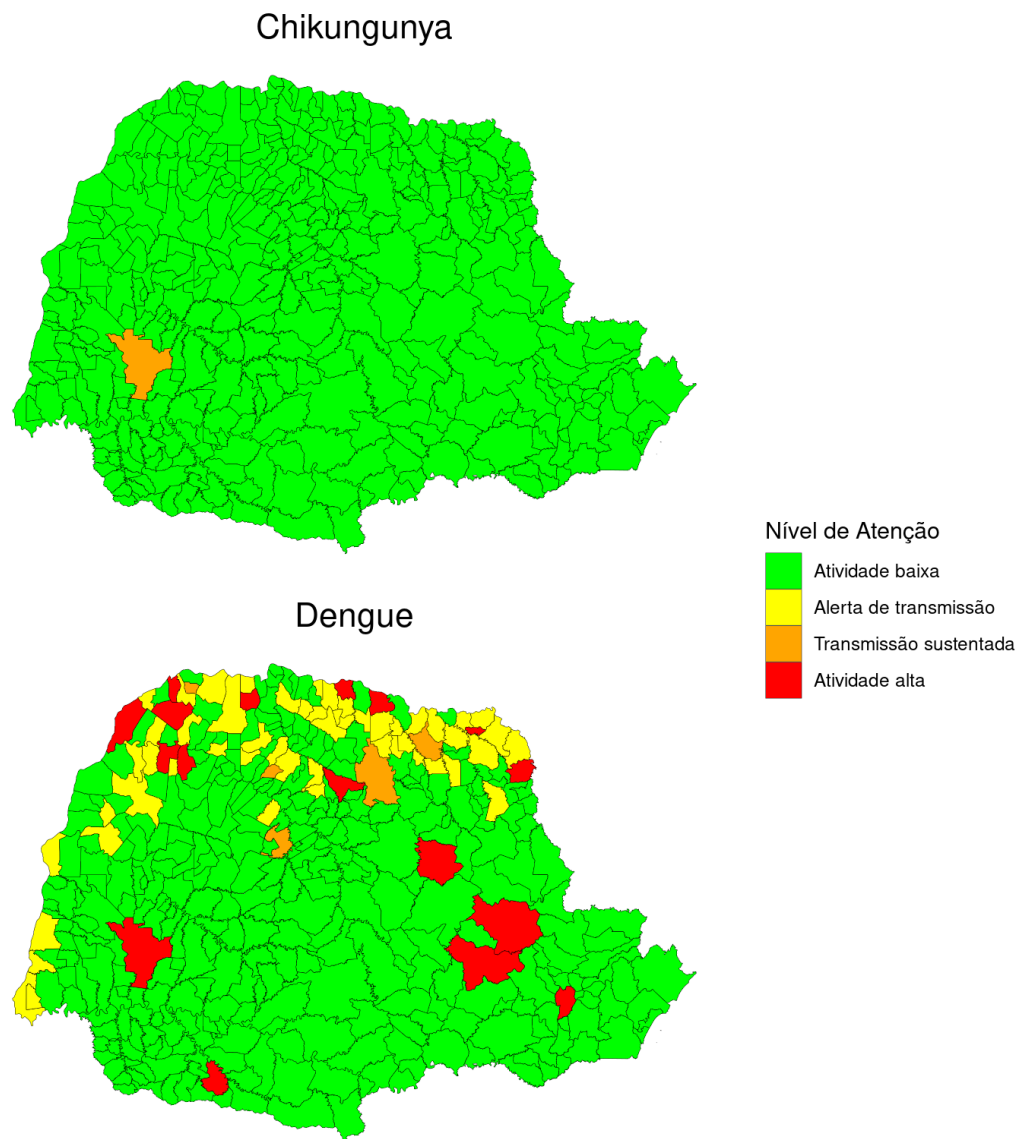 Chikungunya
Nível de Atenção
Atividade baixa
Alerta de transmissão
Transmissão sustentada
Atividade alta
Dengue